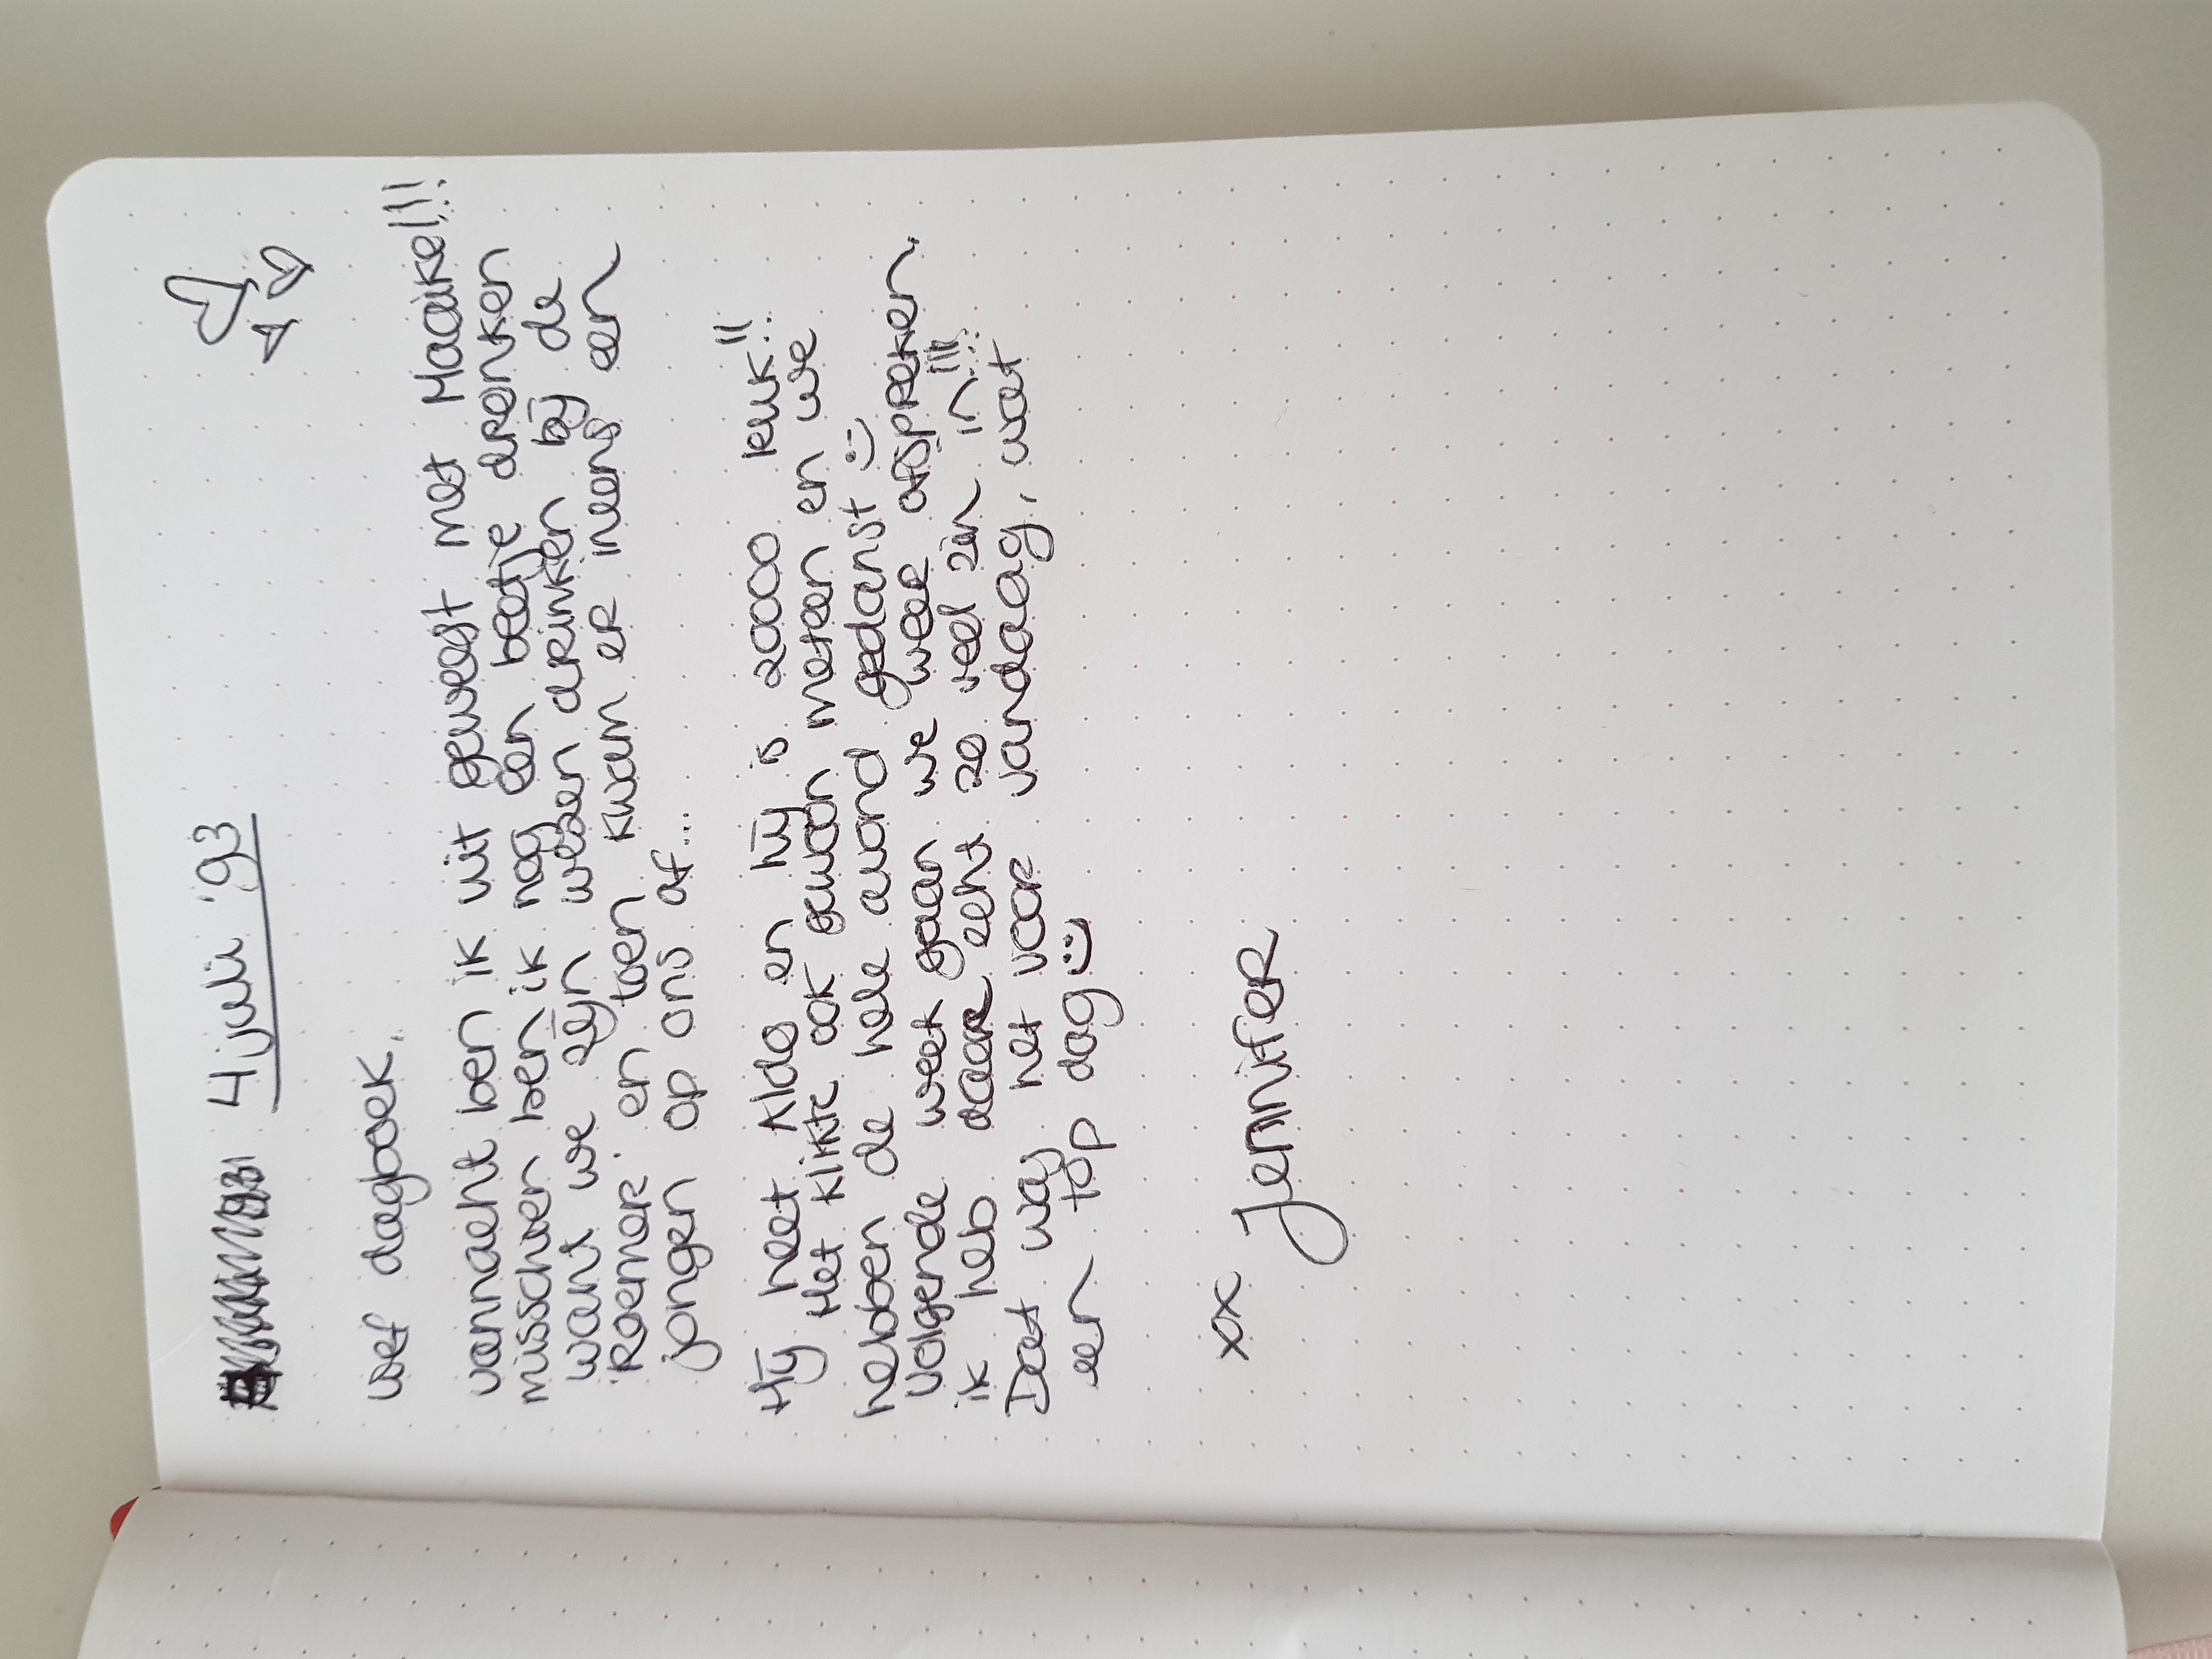 4 juli '93
Lief dagboek,
vannacht ben ik uit geweest met Maaike!!!
misschien ben ik nog een beetje dronken
want we zijn wezen drinken bij de
'Roemer' en toen kwam er ineens een
jongen op ons af...
Hij heet Aldo en hij is zoooo leuk!!
Het klikte ook gewoon meteen en we
hebben de hele avond gedanst
Volgende week gaan we weer afspreken,
ik heb daar echt zo veel zin in!!!
Dat was het voor vandaag, wat
een top dag
xx Jennifer